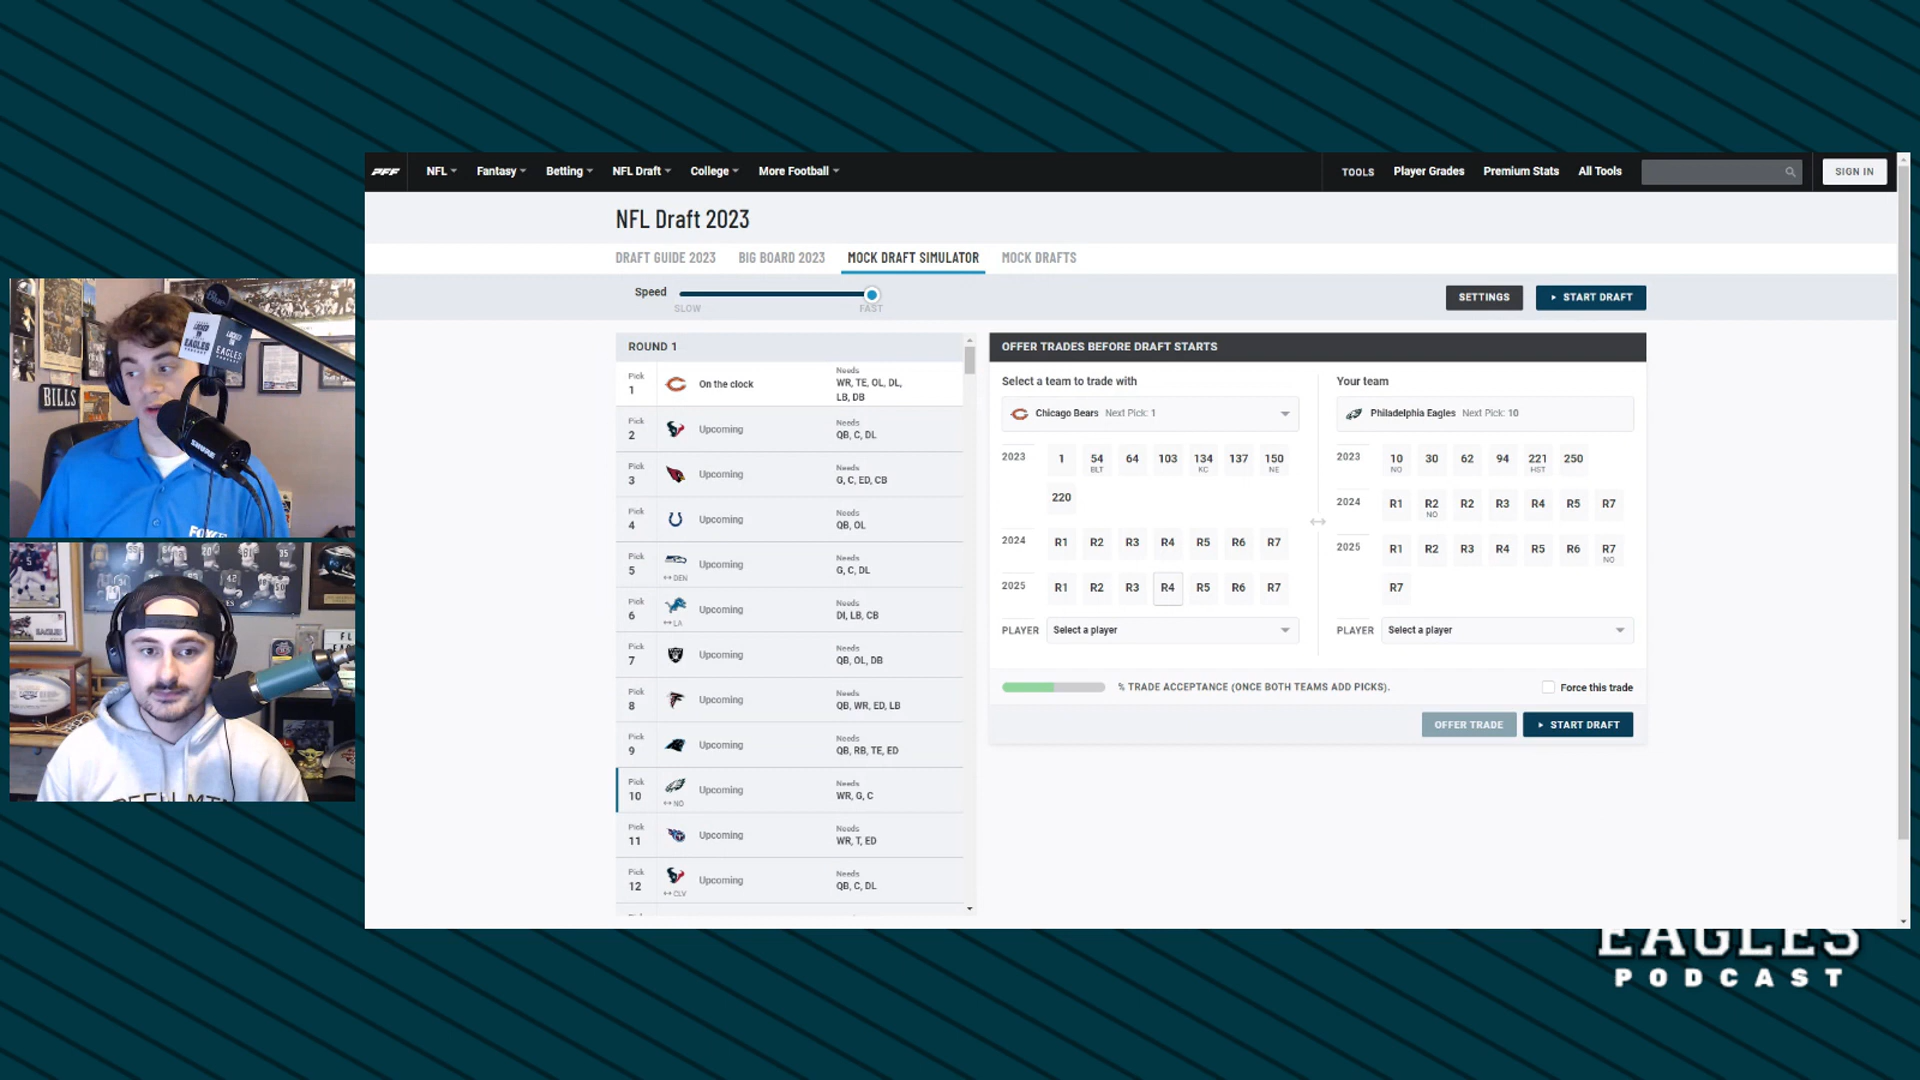 PFF NFL Fantasy Betting NFL Draft College More Football TOOLS Player Grades Premium Stats All Tools SIGN IN
NFL Draft 2023
DRAFT GUIDE 2023 BIG BOARD 2023 MOCK DRAFT SIMULATOR MOCK DRAFTS
Speed SLOW FAST SETTINGS START DRAFT
ROUND 1
Pick 1 On the clock Needs WR, TE, OL, DL,
LB, DB
Pick 2 Upcoming Needs QB, C, DL
Pick 3 Upcoming Needs G, C, ED, CB
Pick 4 Upcoming Needs QB, OL
Pick 5 DEN Upcoming Needs G, C, DL
Pick 6 LA Upcoming Needs DI, LB, CB
Pick 7 Upcoming Needs QB, OL, DB
Pick 8 Upcoming Needs QB, WR, ED, LB
Pick 9 Upcoming Needs QB, RB, TE, ED
Pick 10 NO Upcoming Needs WR, G, C
Pick 11 Upcoming Needs WR, T, ED
Pick 12 CLV Upcoming Needs QB, C, DL
OFFER TRADES BEFORE DRAFT STARTS
Select a team to trade with
Chicago Bears Next Pick: 1
2023 1 54 64 103 134 137 150
BLT KC NE
220
2024 R1 R2 R3 R4 R5 R6 R7
2025 R1 R2 R3 R4 R5 R6 R7
PLAYER Select a player
Your team
Philadelphia Eagles Next Pick: 10
2023 10 30 62 94 221 250
NO HST
2024 R1 R2 R2 R3 R4 R5 R7
NO
2025 R1 R2 R3 R4 R5 R6 R7
NO
R7
PLAYER Select a player
% TRADE ACCEPTANCE (ONCE BOTH TEAMS ADD PICKS). Force this trade
OFFER TRADE START DRAFT
BILLS
Blue
LOCKED
ON
EAGLES
PODCAST
LOCKED
ON
EAGLES
SHURE
EAGLES
PODCAST